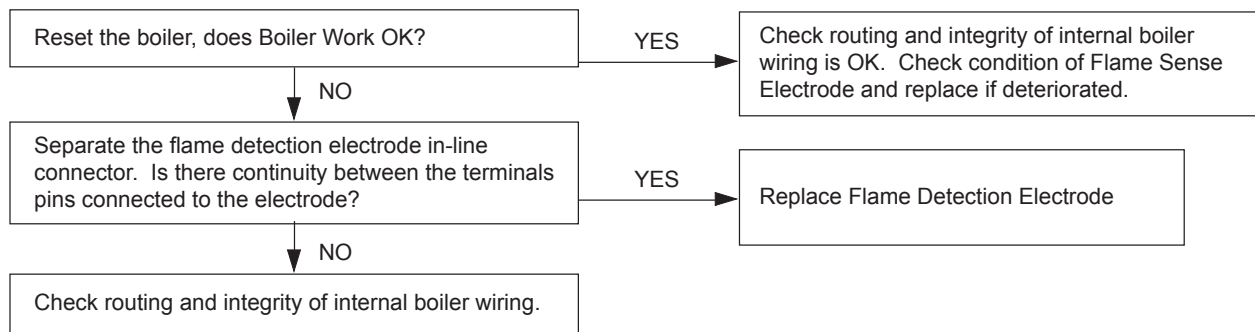 Reset the boiler, does Boiler Work OK?
YES
Check routing and integrity of internal boiler
wiring is OK.  Check condition of Flame Sense
Electrode and replace if deteriorated.
NO
Separate the flame detection electrode in-line
connector.  Is there continuity between the terminals
pins connected to the electrode?
YES
Replace Flame Detection Electrode
NO
Check routing and integrity of internal boiler wiring.